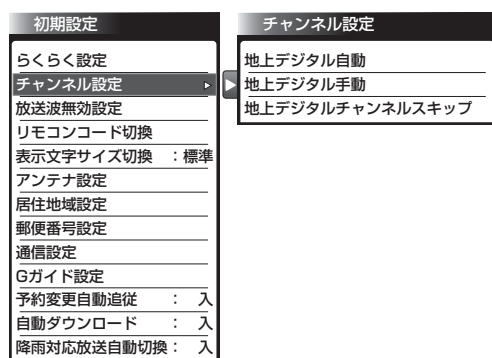 初期設定
らくらく設定
チャンネル設定
放送波無効設定
リモコンコード切換
表示文字サイズ切換 ：標準
アンテナ設定
居住地域設定
郵便番号設定
通信設定
Gガイド設定
予約変更自動追従 ： 入
自動ダウンロード ： 入
降雨対応放送自動切換： 入
チャンネル設定
地上デジタル自動
地上デジタル手動
地上デジタルチャンネルスキップ